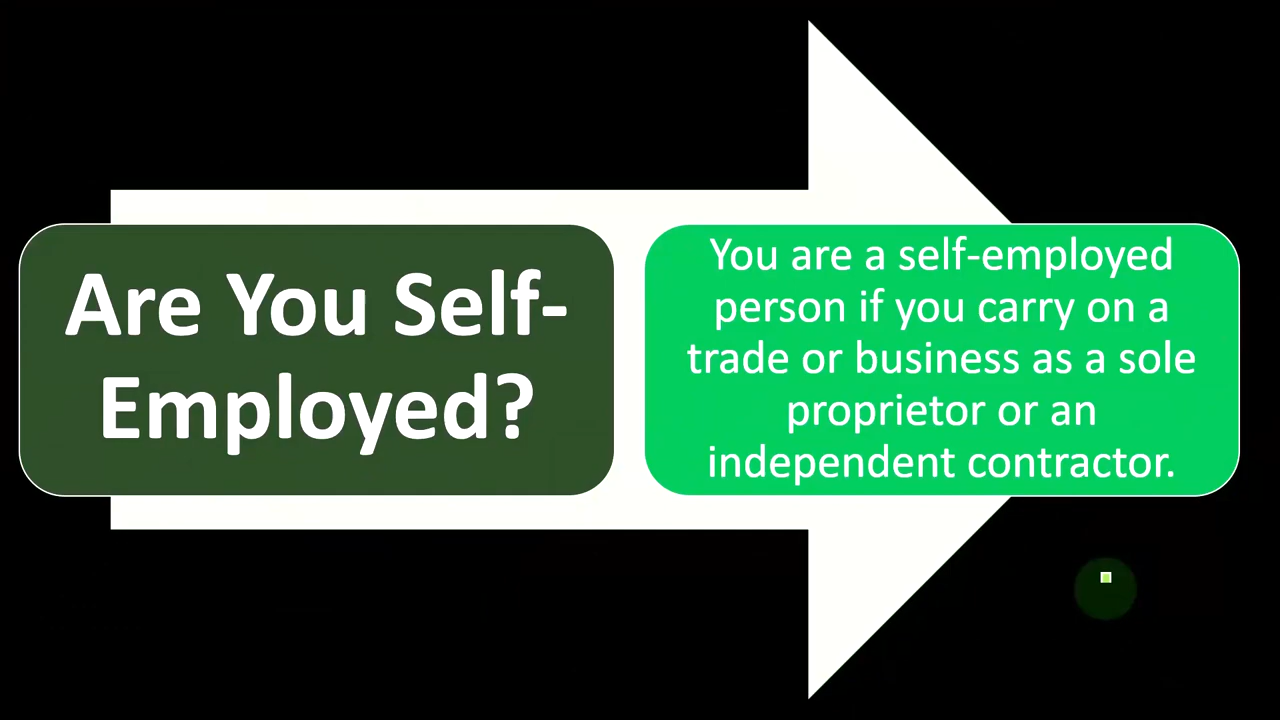 Are You Self-
Employed?
You are a self-employed
person if you carry on a
trade or business as a sole
proprietor or an
independent contractor.